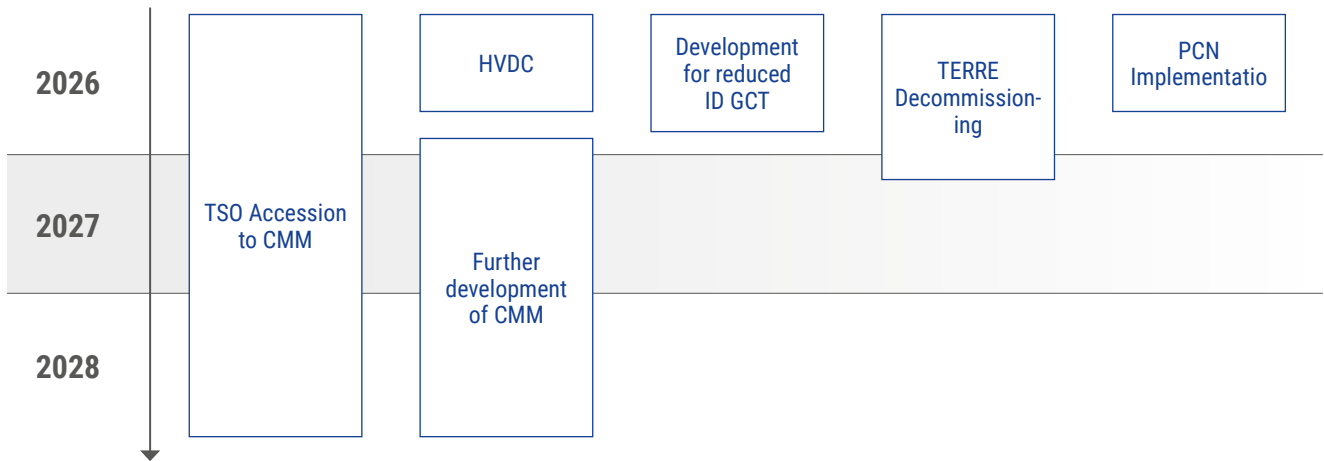 2026
HVDC
Development
for reduced
ID GCT
TERRE
Decommission-
ing
PCN
Implementatio
2027
TSO Accession
to CMM
Further
development
of CMM
2028